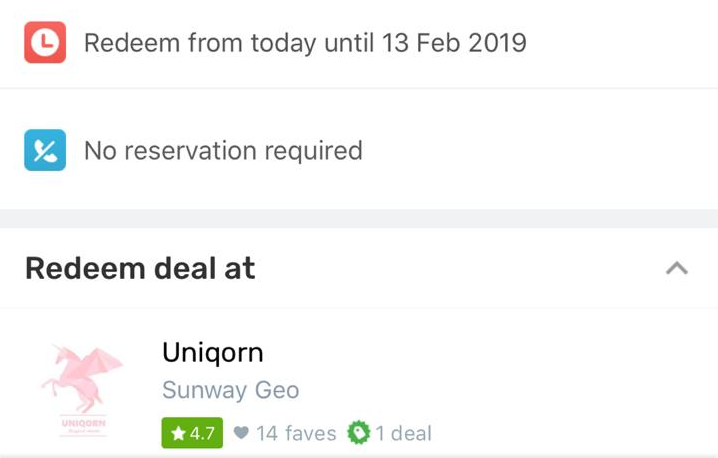 Redeem from today until 13 Feb 2019
No reservation required
Redeem deal at
Uniqorn
Sunway Geo
4.7 14 faves 1 deal
UNIQORN